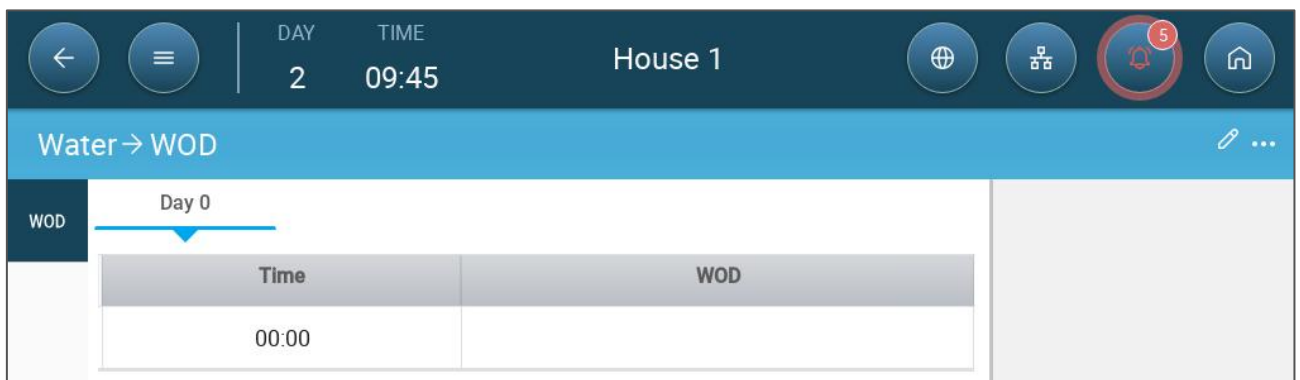 DAY TIME
2 09:45
House 1
5
Water → WOD
WOD
Day 0
Time WOD
00:00